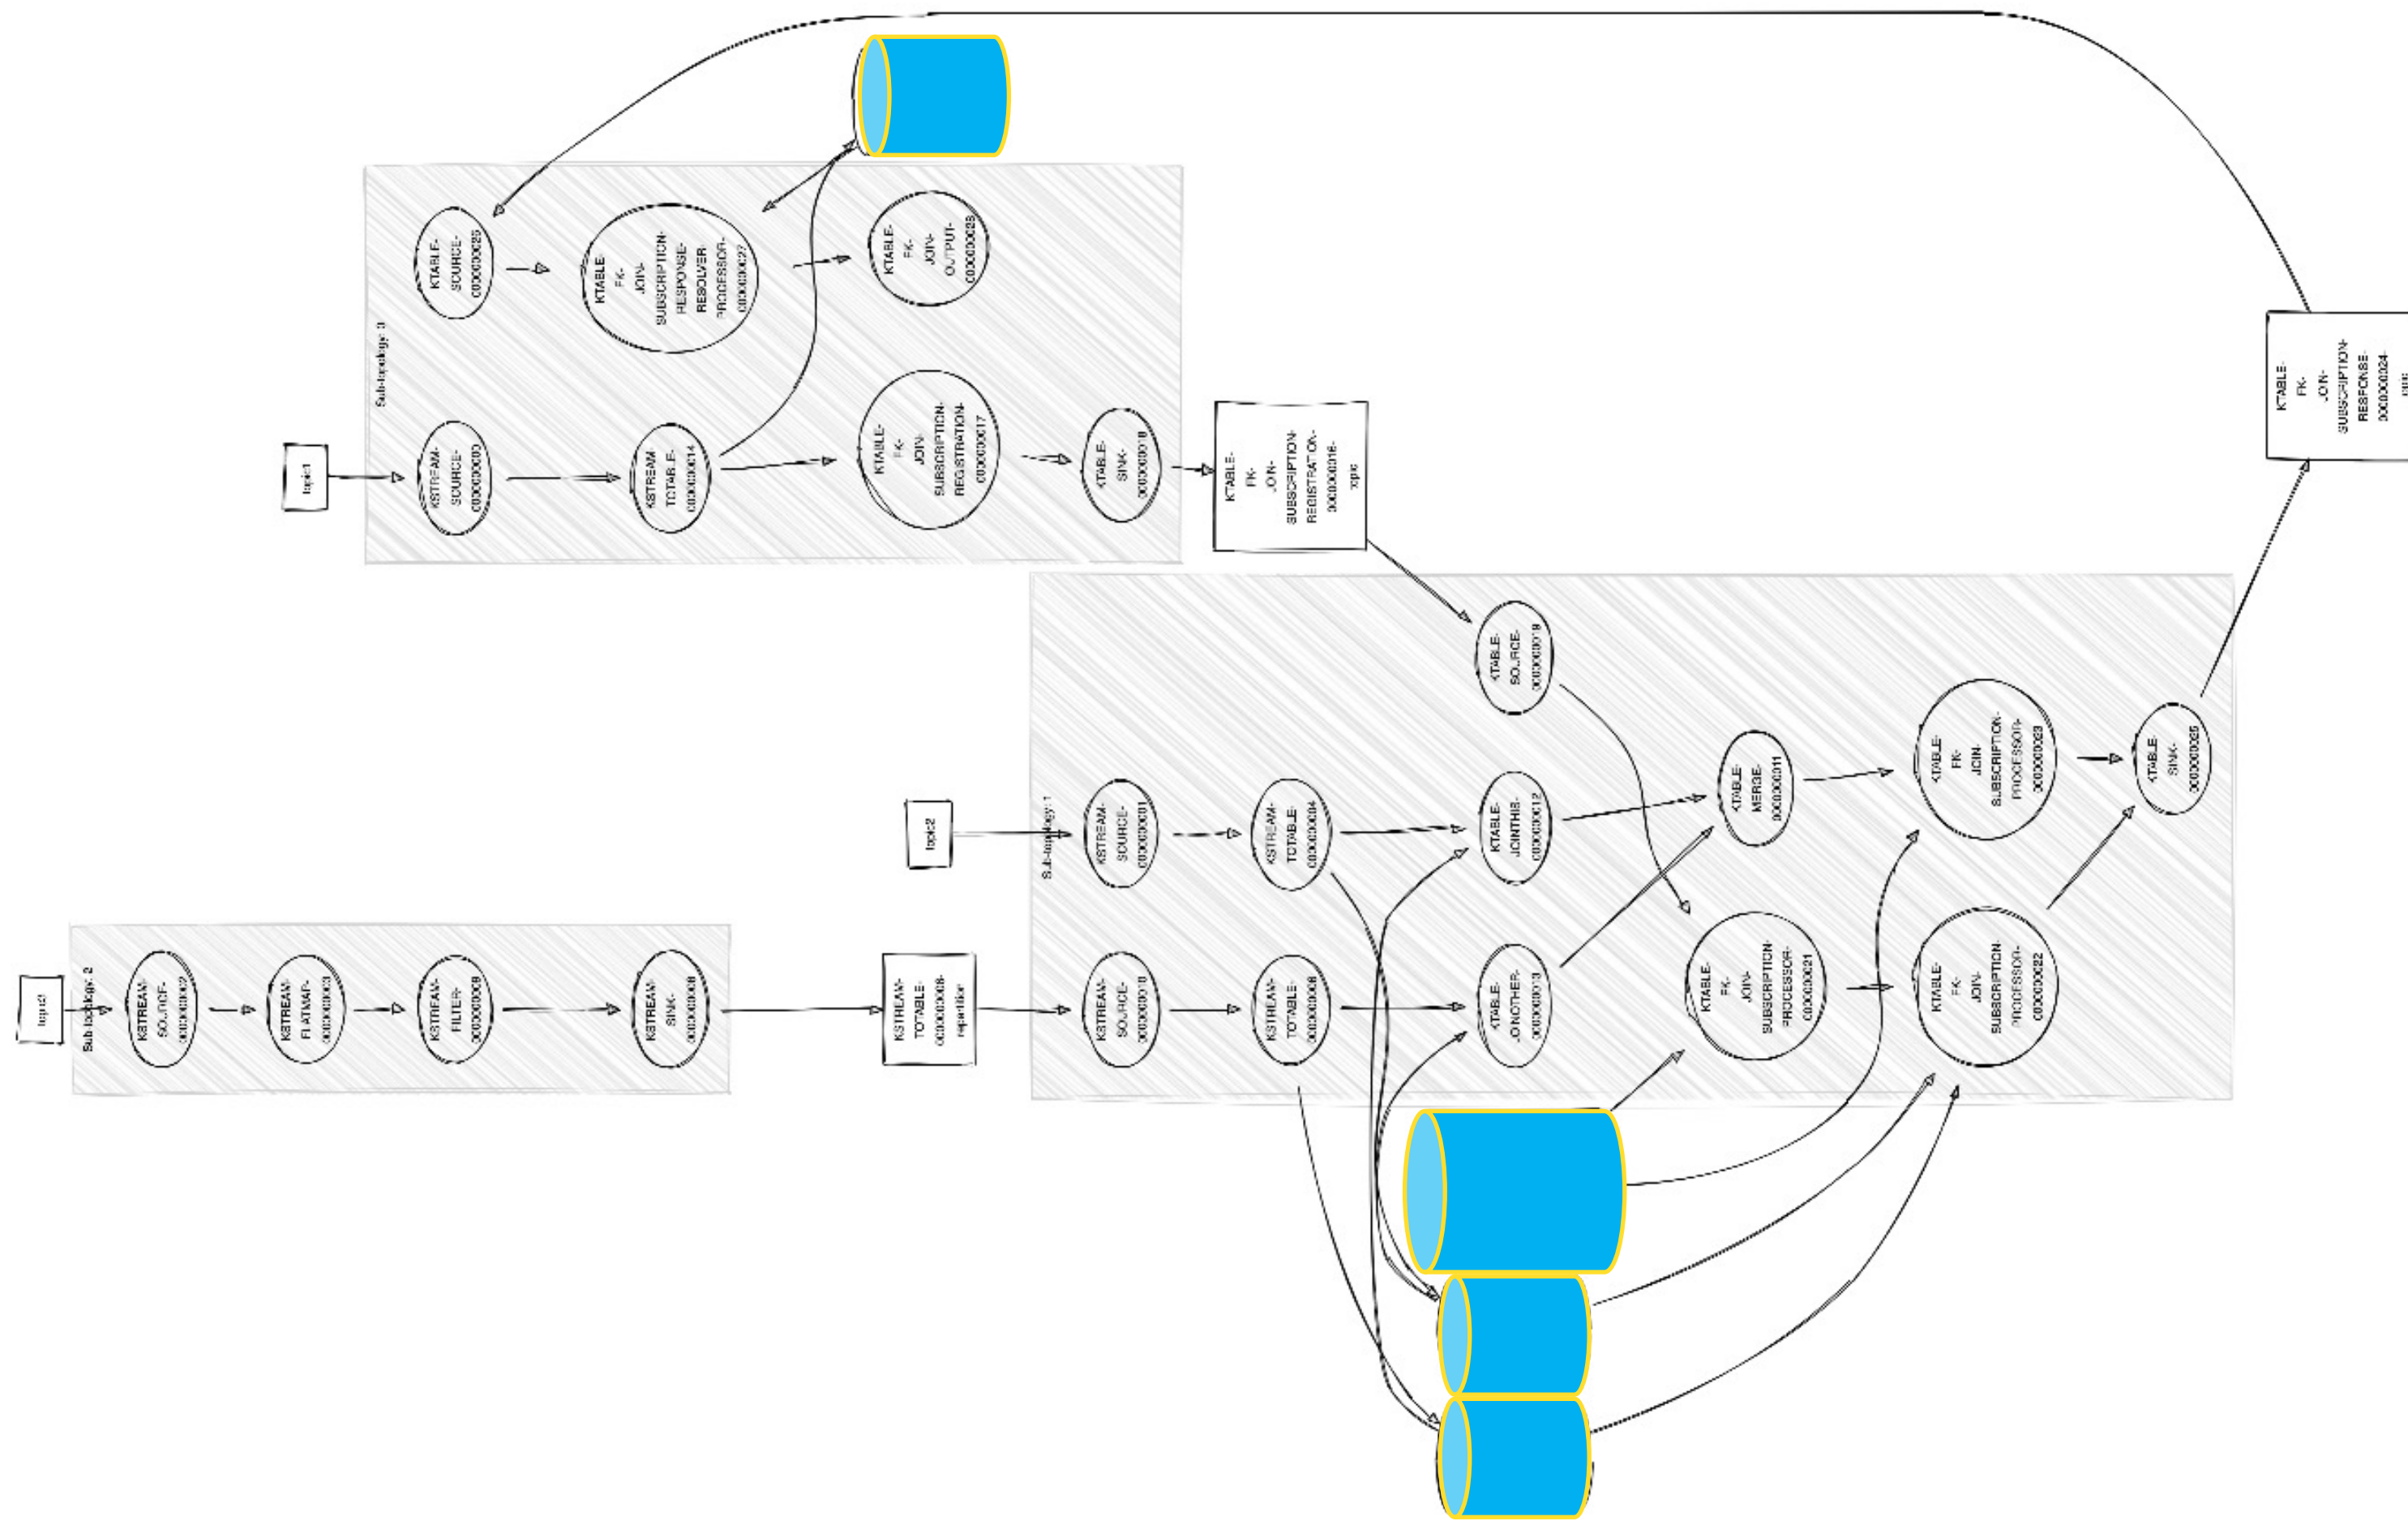 Sub-topology: 0
topic1
KSTREAM-
SOURCE-
0000000000
KSTREAM-
TOTABLE-
0000000014
KTABLE-
FK-
JOIN-
SUBSCRIPTION-
REGISTRATION-
0000000017
KTABLE-
SINK-
0000000018
KTABLE-
SOURCE-
0000000026
KTABLE-
FK-
JOIN-
SUBSCRIPTION-
RESPONSE-
RESOLVER-
PROCESSOR-
0000000027
KTABLE-
FK-
JOIN-
OUTPUT-
0000000028
KTABLE-
FK-
JOIN-
SUBSCRIPTION-
REGISTRATION-
0000000016-
topic
KTABLE-
FK-
JOIN-
SUBSCRIPTION-
RESPONSE-
0000000024-
Sub-topology: 1
topic2
KSTREAM-
SOURCE-
0000000001
KSTREAM-
TOTABLE-
0000000004
KTABLE-
JOINTHIS-
0000000012
KTABLE-
SOURCE-
0000000019
KTABLE-
MERGE-
0000000011
KTABLE-
FK-
JOIN-
SUBSCRIPTION-
PROCESSOR-
0000000023
KTABLE-
SINK-
0000000025
KSTREAM-
SOURCE-
0000000010
KSTREAM-
TOTABLE-
0000000006
KTABLE-
JOINOTHER-
0000000013
KTABLE-
FK-
JOIN-
SUBSCRIPTION-
PROCESSOR-
0000000021
KTABLE-
FK-
JOIN-
SUBSCRIPTION-
PROCESSOR-
0000000022
Sub-topology: 2
topic3
KSTREAM-
SOURCE-
0000000002
KSTREAM-
FLATMAP-
0000000003
KSTREAM-
FILTER-
0000000009
KSTREAM-
SINK-
0000000008
KSTREAM-
TOTABLE-
0000000006-
repartition